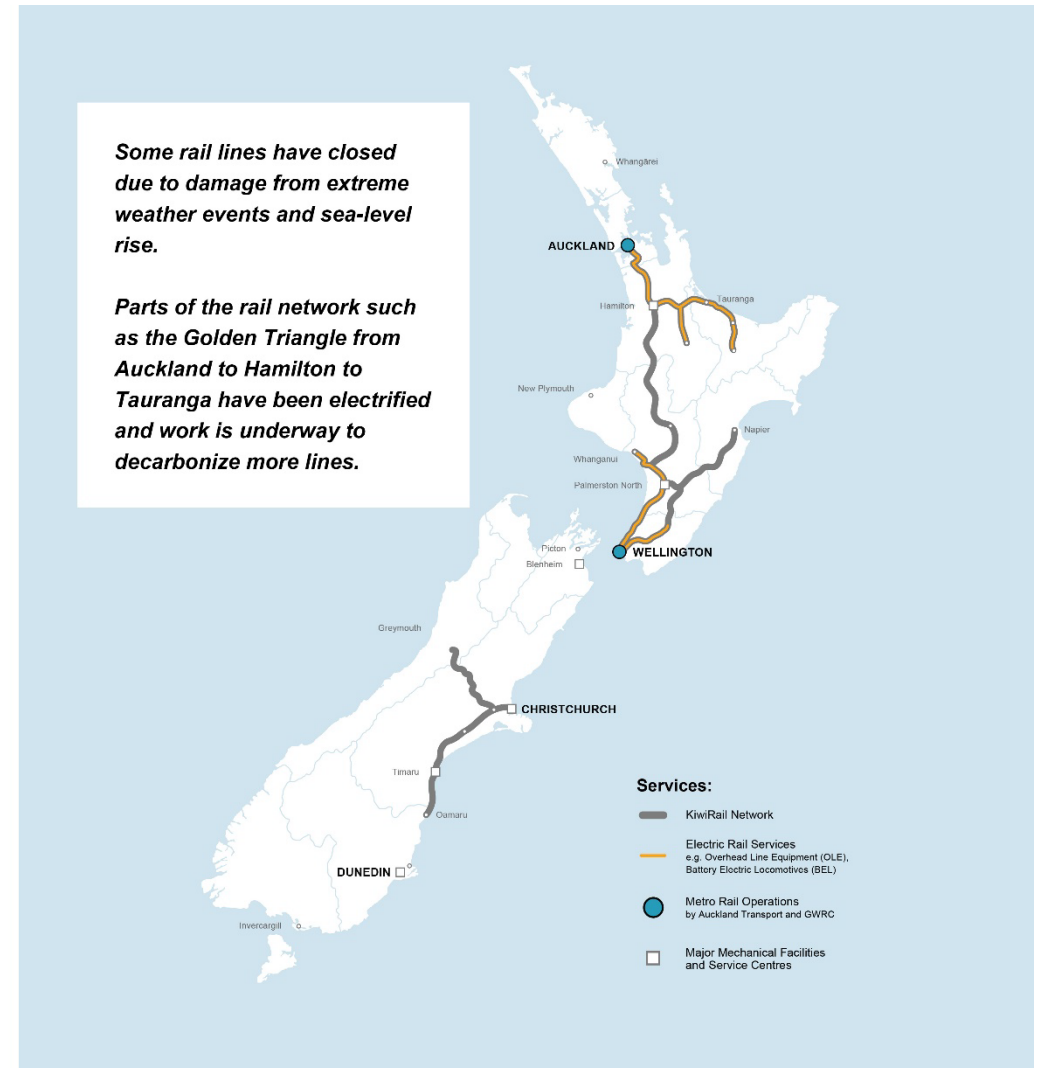 Some rail lines have closed
due to damage from extreme
weather events and sea-level
rise.
Parts of the rail network such
as the Golden Triangle from
Auckland to Hamilton to
Tauranga have been electrified
and work is underway to
decarbonize more lines.
Whangārei
AUCKLAND
Hamilton
Tauranga
New Plymouth
Napier
Whanganui
Palmerston North
Picton
WELLINGTON
Blenheim
Greymouth
CHRISTCHURCH
Timaru
Oamaru
DUNEDIN
Invercargill
Services:
KiwiRail Network
Electric Rail Services
e.g. Overhead Line Equipment (OLE),
Battery Electric Locomotives (BEL)
Metro Rail Operations
by Auckland Transport and GWRC
Major Mechanical Facilities
and Service Centres